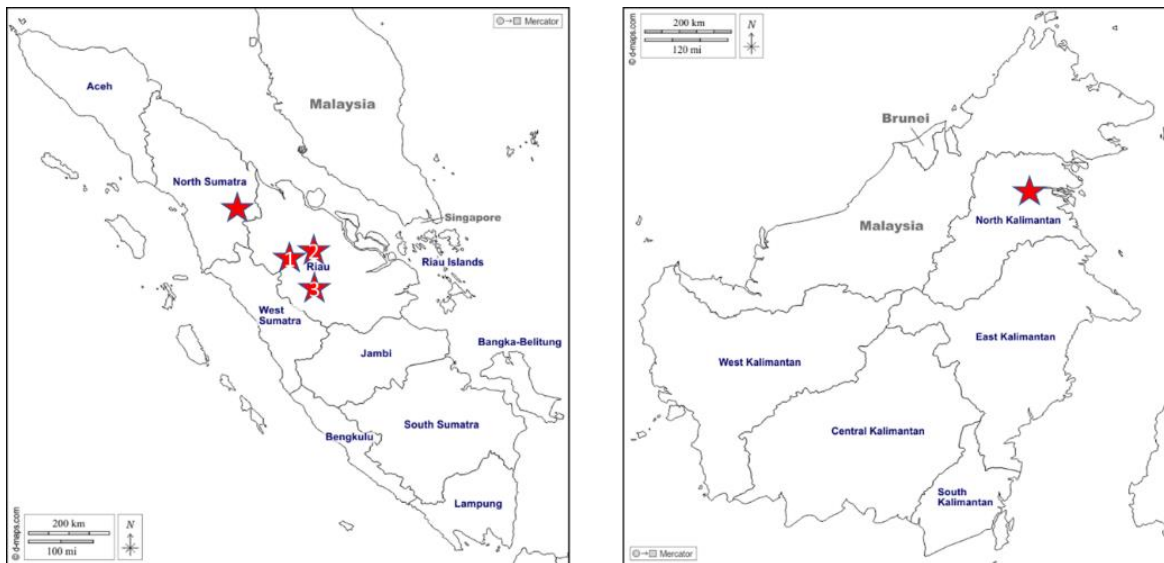 Mercator
Aceh
Malaysia
North Sumatra
Singapore
1
2
Riau
Riau Islands
3
West
Sumatra
Jambi
Bangka-Belitung
South Sumatra
Bengkulu
Lampung
200 km
100 mi
N
© d-maps.com
200 km
120 mi
N
© d-maps.com
Brunei
Malaysia
North Kalimantan
East Kalimantan
West Kalimantan
Central Kalimantan
South
Kalimantan
Mercator